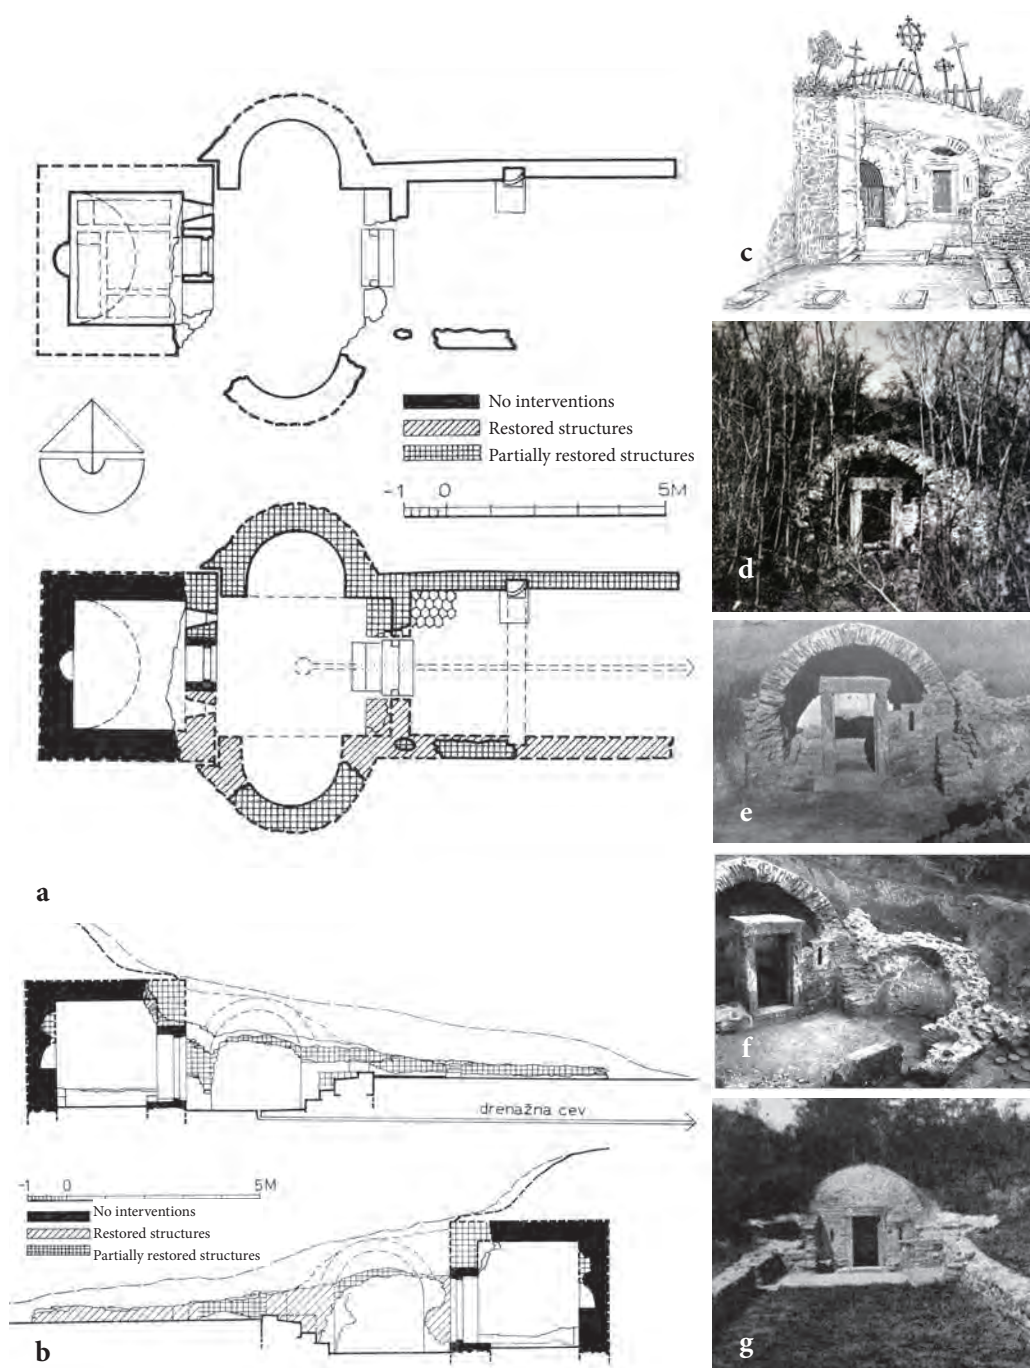 No interventions
Restored structures
Partially restored structures
-1 0 5M
a
drenažna cev
-1 0 5M
No interventions
Restored structures
Partially restored structures
b
c
d
e
f
g